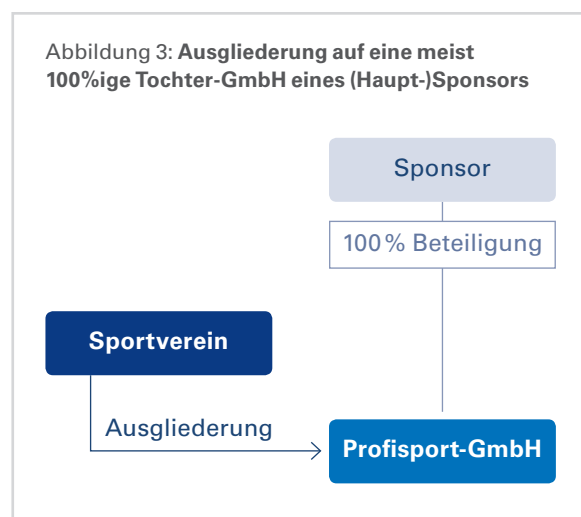 Abbildung 3: Ausgliederung auf eine meist
100%ige Tochter-GmbH eines (Haupt-)Sponsors
Sponsor
100 % Beteiligung
Sportverein
Ausgliederung
Profisport-GmbH